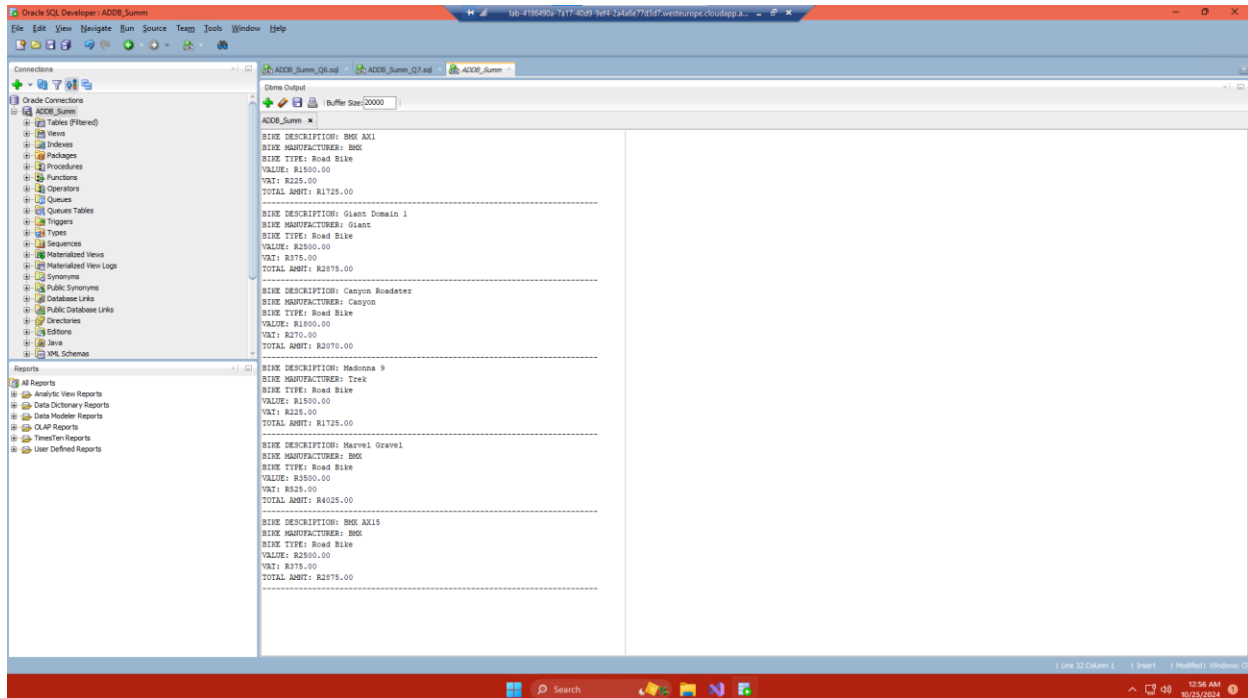 Oracle SQL Developer : ADDB_Summ
lab-4186490a-7a17-40d9-9ef4-2a4a6e77d3d7.westeurope.cloudapp.a...
File Edit View Navigate Run Source Team Tools Window Help
Connections
Oracle Connections
ADDB_Summ
Tables (Filtered)
Views
Indexes
Packages
Procedures
Functions
Operators
Queues
Queues Tables
Triggers
Types
Sequences
Materialized Views
Materialized View Logs
Synonyms
Public Synonyms
Database Links
Public Database Links
Directories
Editions
Java
XML Schemas
Reports
All Reports
Analytic View Reports
Data Dictionary Reports
Data Modeler Reports
OLAP Reports
TimesTen Reports
User Defined Reports
ADDB_Summ_Q6.sql ADDB_Summ_Q7.sql ADDB_Summ
Dbms Output
Buffer Size: 20000
ADDB_Summ
BIKE DESCRIPTION: BMX AX1
BIKE MANUFACTURER: BMX
BIKE TYPE: Road Bike
VALUE: R1500.00
VAT: R225.00
TOTAL AMNT: R1725.00
--------------------------------------------------------------------------
BIKE DESCRIPTION: Giant Domain 1
BIKE MANUFACTURER: Giant
BIKE TYPE: Road Bike
VALUE: R2500.00
VAT: R375.00
TOTAL AMNT: R2875.00
--------------------------------------------------------------------------
BIKE DESCRIPTION: Canyon Roadster
BIKE MANUFACTURER: Canyon
BIKE TYPE: Road Bike
VALUE: R1800.00
VAT: R270.00
TOTAL AMNT: R2070.00
--------------------------------------------------------------------------
BIKE DESCRIPTION: Madonna 9
BIKE MANUFACTURER: Trek
BIKE TYPE: Road Bike
VALUE: R1500.00
VAT: R225.00
TOTAL AMNT: R1725.00
--------------------------------------------------------------------------
BIKE DESCRIPTION: Marvel Gravel
BIKE MANUFACTURER: BMX
BIKE TYPE: Road Bike
VALUE: R3500.00
VAT: R525.00
TOTAL AMNT: R4025.00
--------------------------------------------------------------------------
BIKE DESCRIPTION: BMX AX15
BIKE MANUFACTURER: BMX
BIKE TYPE: Road Bike
VALUE: R2500.00
VAT: R375.00
TOTAL AMNT: R2875.00
--------------------------------------------------------------------------
Line 32 Column 1 | Insert | Modified | Windows:
Search
12:56 AM
10/25/2024